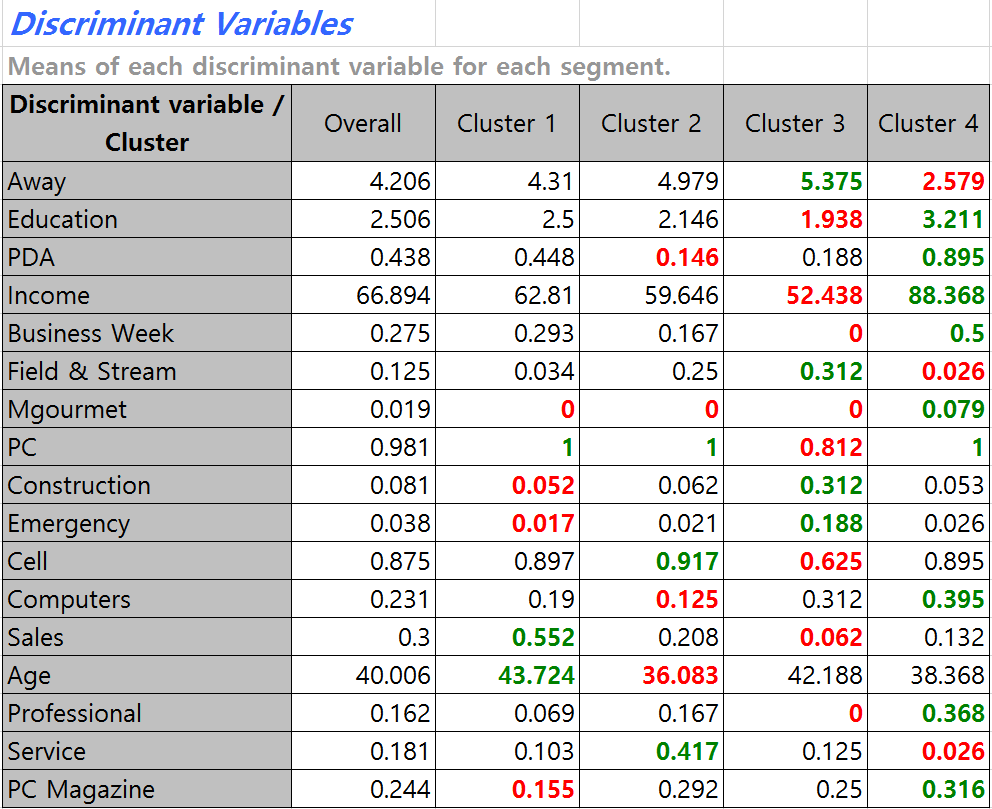 Discriminant Variables
Means of each discriminant variable for each segment.
Discriminant variable / Cluster Overall Cluster 1 Cluster 2 Cluster 3 Cluster 4
Away 4.206 4.31 4.979 5.375 2.579
Education 2.506 2.5 2.146 1.938 3.211
PDA 0.438 0.448 0.146 0.188 0.895
Income 66.894 62.81 59.646 52.438 88.368
Business Week 0.275 0.293 0.167 0 0.5
Field & Stream 0.125 0.034 0.25 0.312 0.026
Mgourmet 0.019 0 0 0 0.079
PC 0.981 1 1 0.812 1
Construction 0.081 0.052 0.062 0.312 0.053
Emergency 0.038 0.017 0.021 0.188 0.026
Cell 0.875 0.897 0.917 0.625 0.895
Computers 0.231 0.19 0.125 0.312 0.395
Sales 0.3 0.552 0.208 0.062 0.132
Age 40.006 43.724 36.083 42.188 38.368
Professional 0.162 0.069 0.167 0 0.368
Service 0.181 0.103 0.417 0.125 0.026
PC Magazine 0.244 0.155 0.292 0.25 0.316